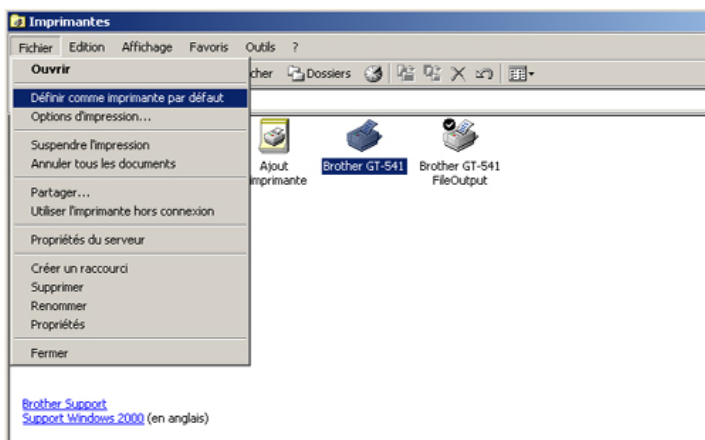 Imprimantes
Fichier Edition Affichage Favoris Outils ?
Ouvrir
cher Dossiers
Définir comme imprimante par défaut
Options d'impression...
Suspendre l'impression
Annuler tous les documents
Partager...
Utiliser l'imprimante hors connexion
Propriétés du serveur
Créer un raccourci
Supprimer
Renommer
Propriétés
Fermer
Ajout
imprimante
Brother GT-541
Brother GT-541
FileOutput
Brother Support
Support Windows 2000 (en anglais)